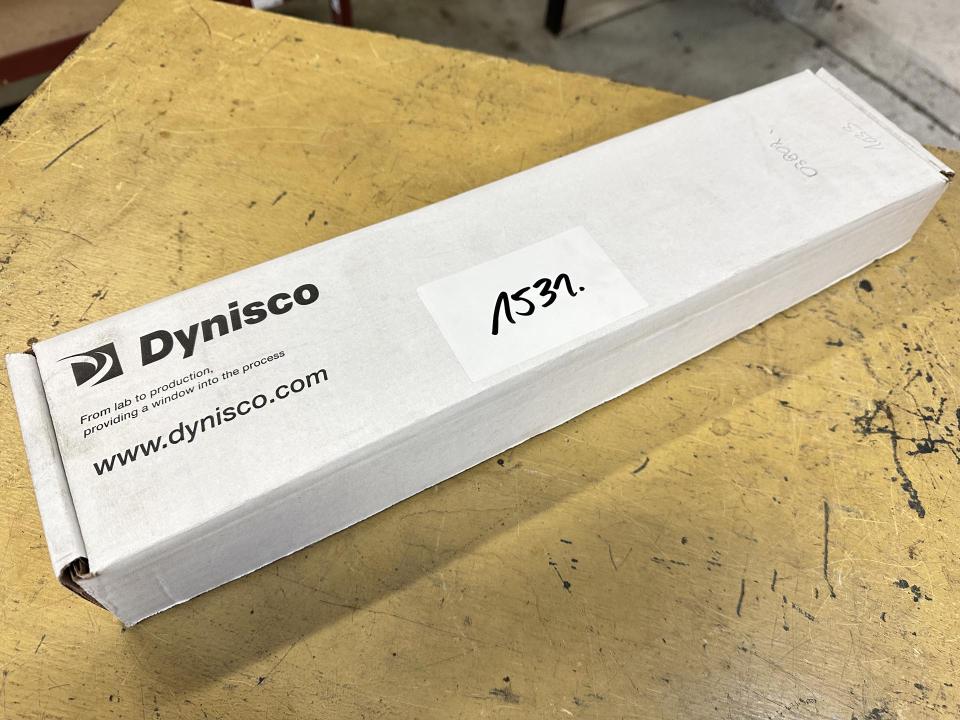 Dynisco
From lab to production,
providing a window into the process
www.dynisco.com
1537.